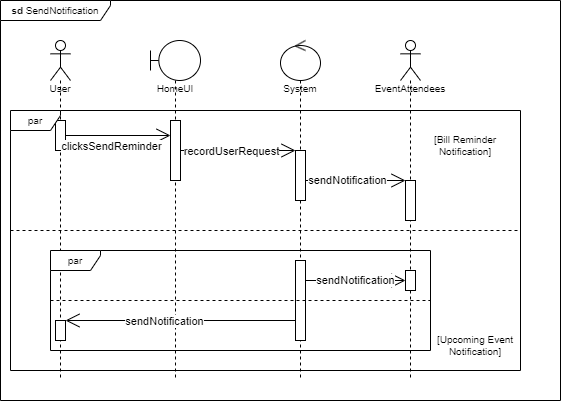 sd SendNotification
User
HomeUI
System
EventAttendees
par
[Bill Reminder
Notification]
clicksSendReminder
recordUserRequest
sendNotification
par
sendNotification
sendNotification
[Upcoming Event
Notification]